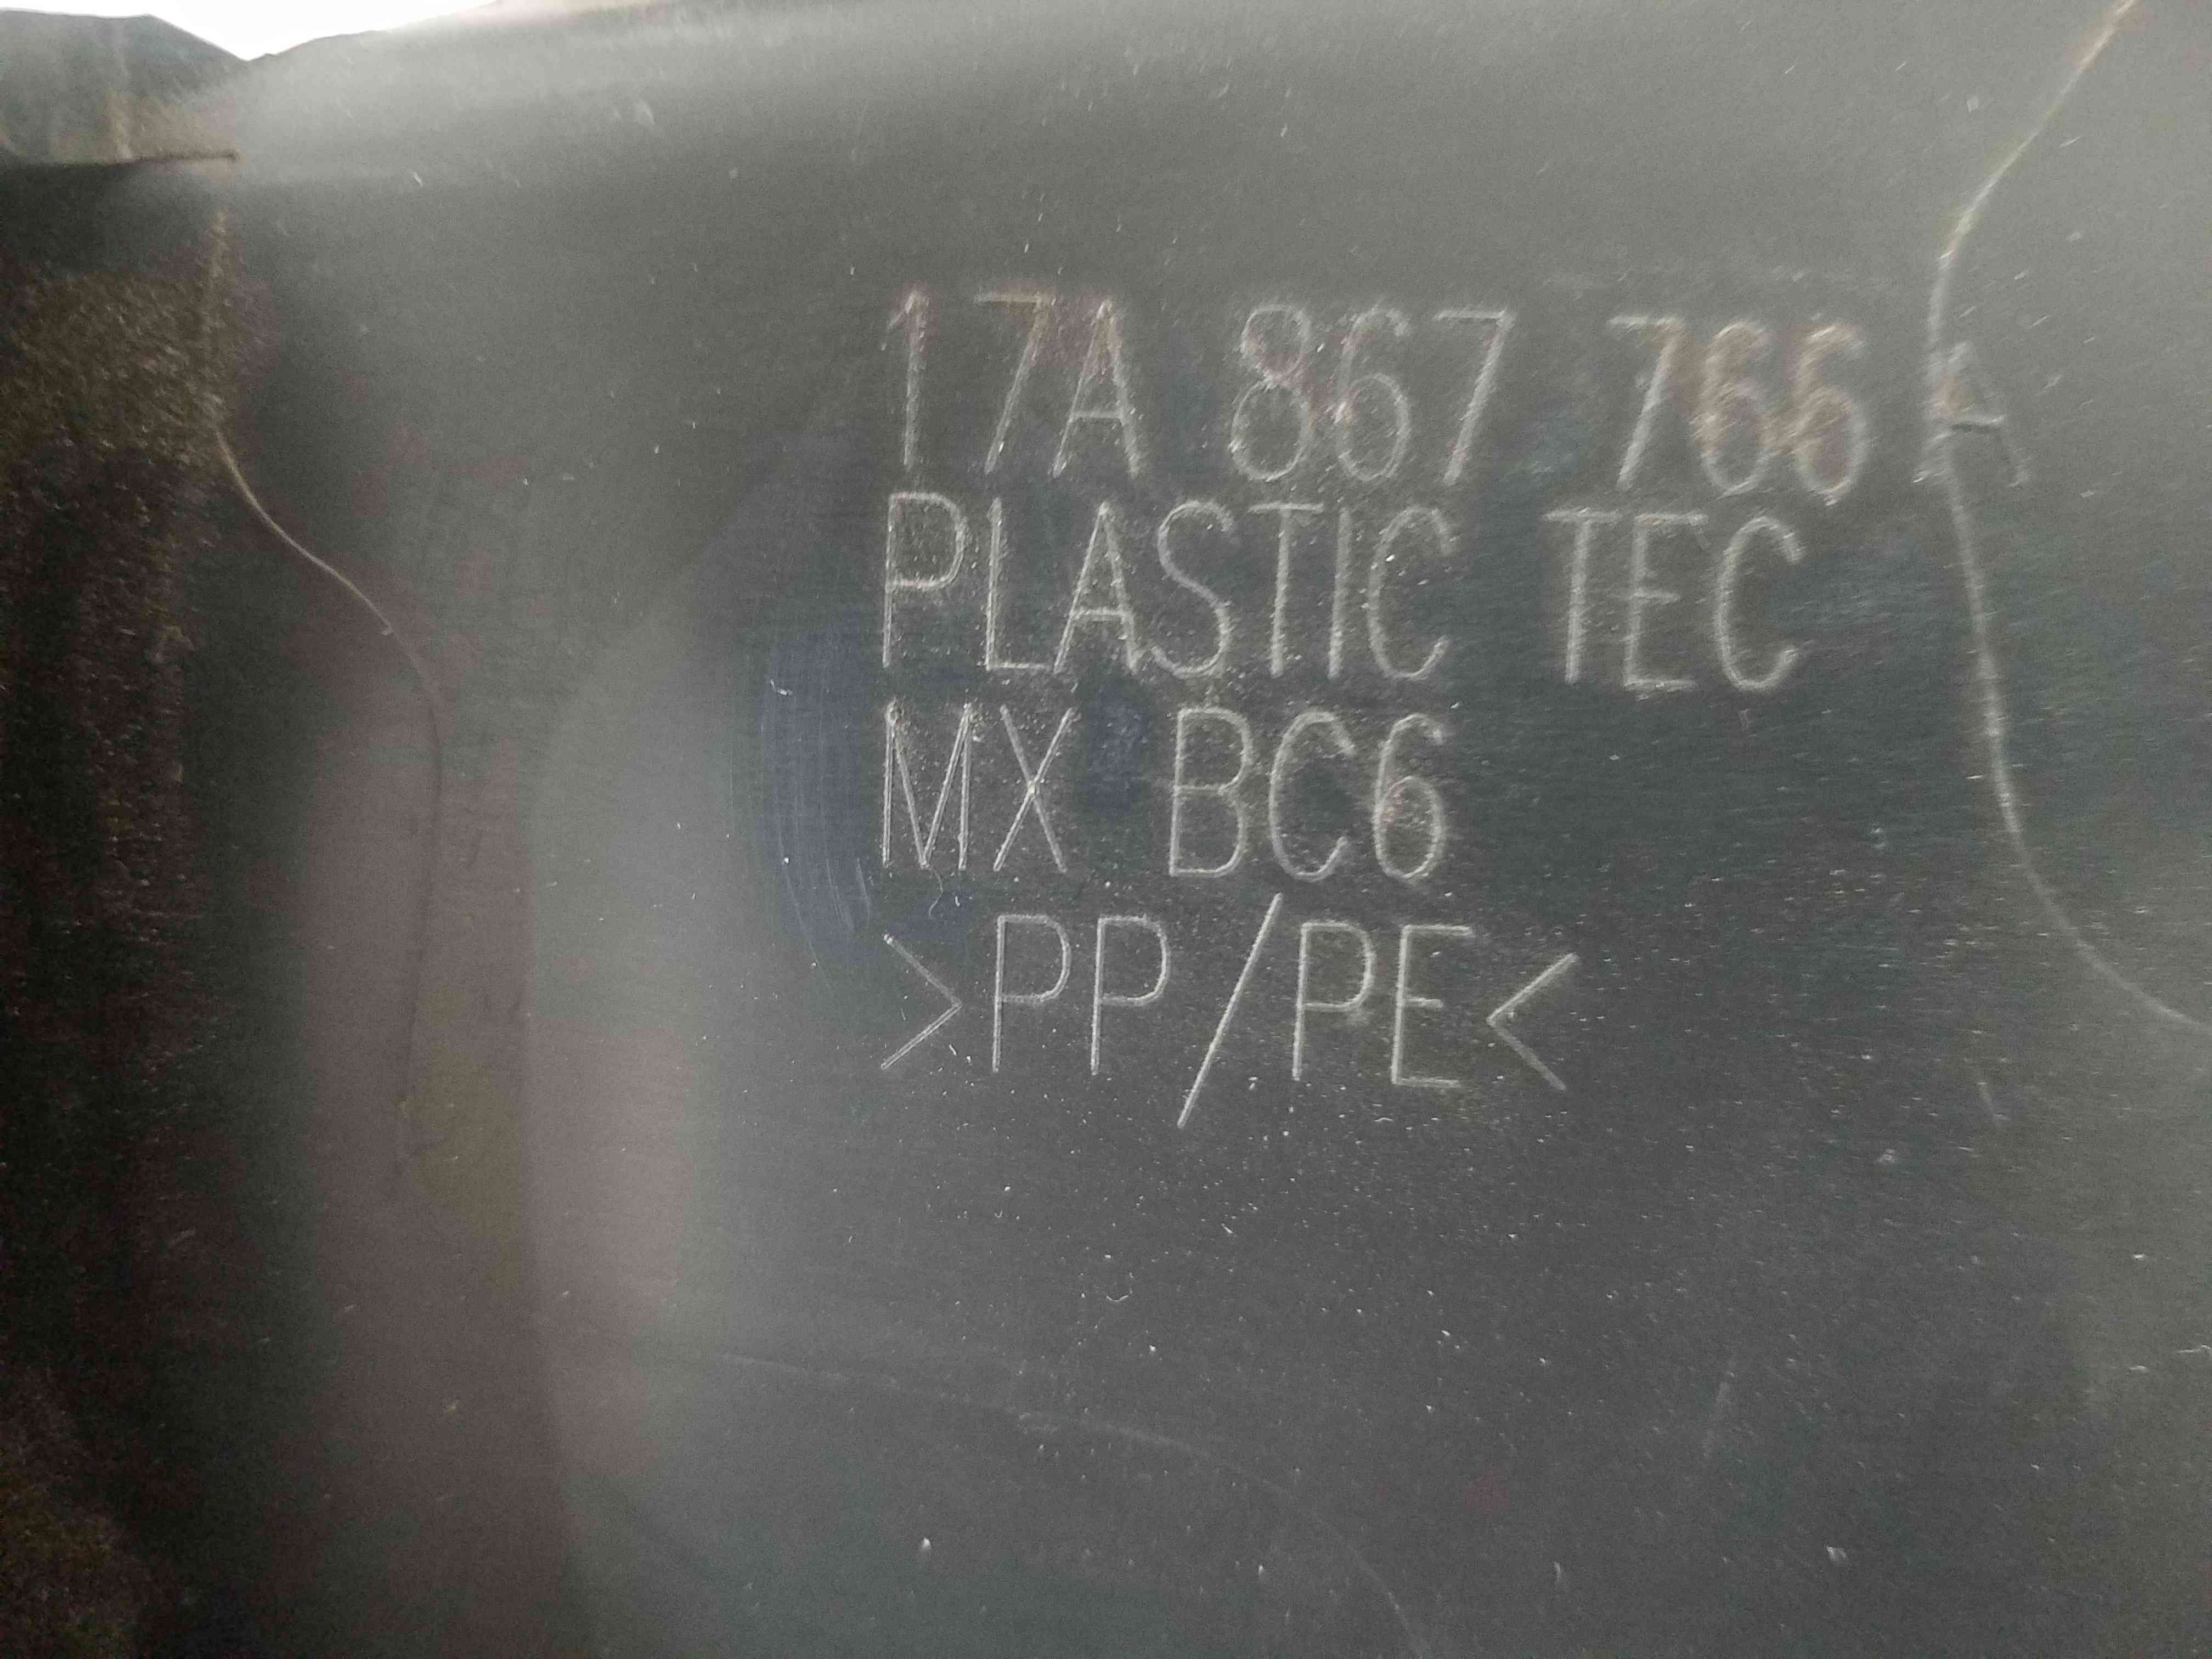 17A 867 766 A
PLASTIC TEC
MX BC6
>PP/PE<